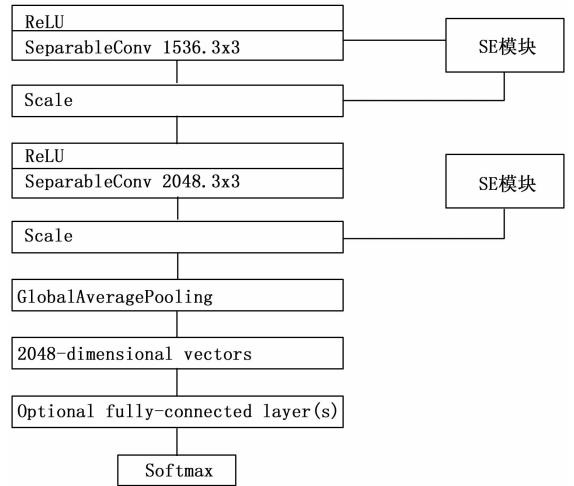 ReLU
SeparableConv 1536.3x3
SE模块
Scale
ReLU
SeparableConv 2048.3x3
SE模块
Scale
GlobalAveragePooling
2048-dimensional vectors
Optional fully-connected layer(s)
Softmax